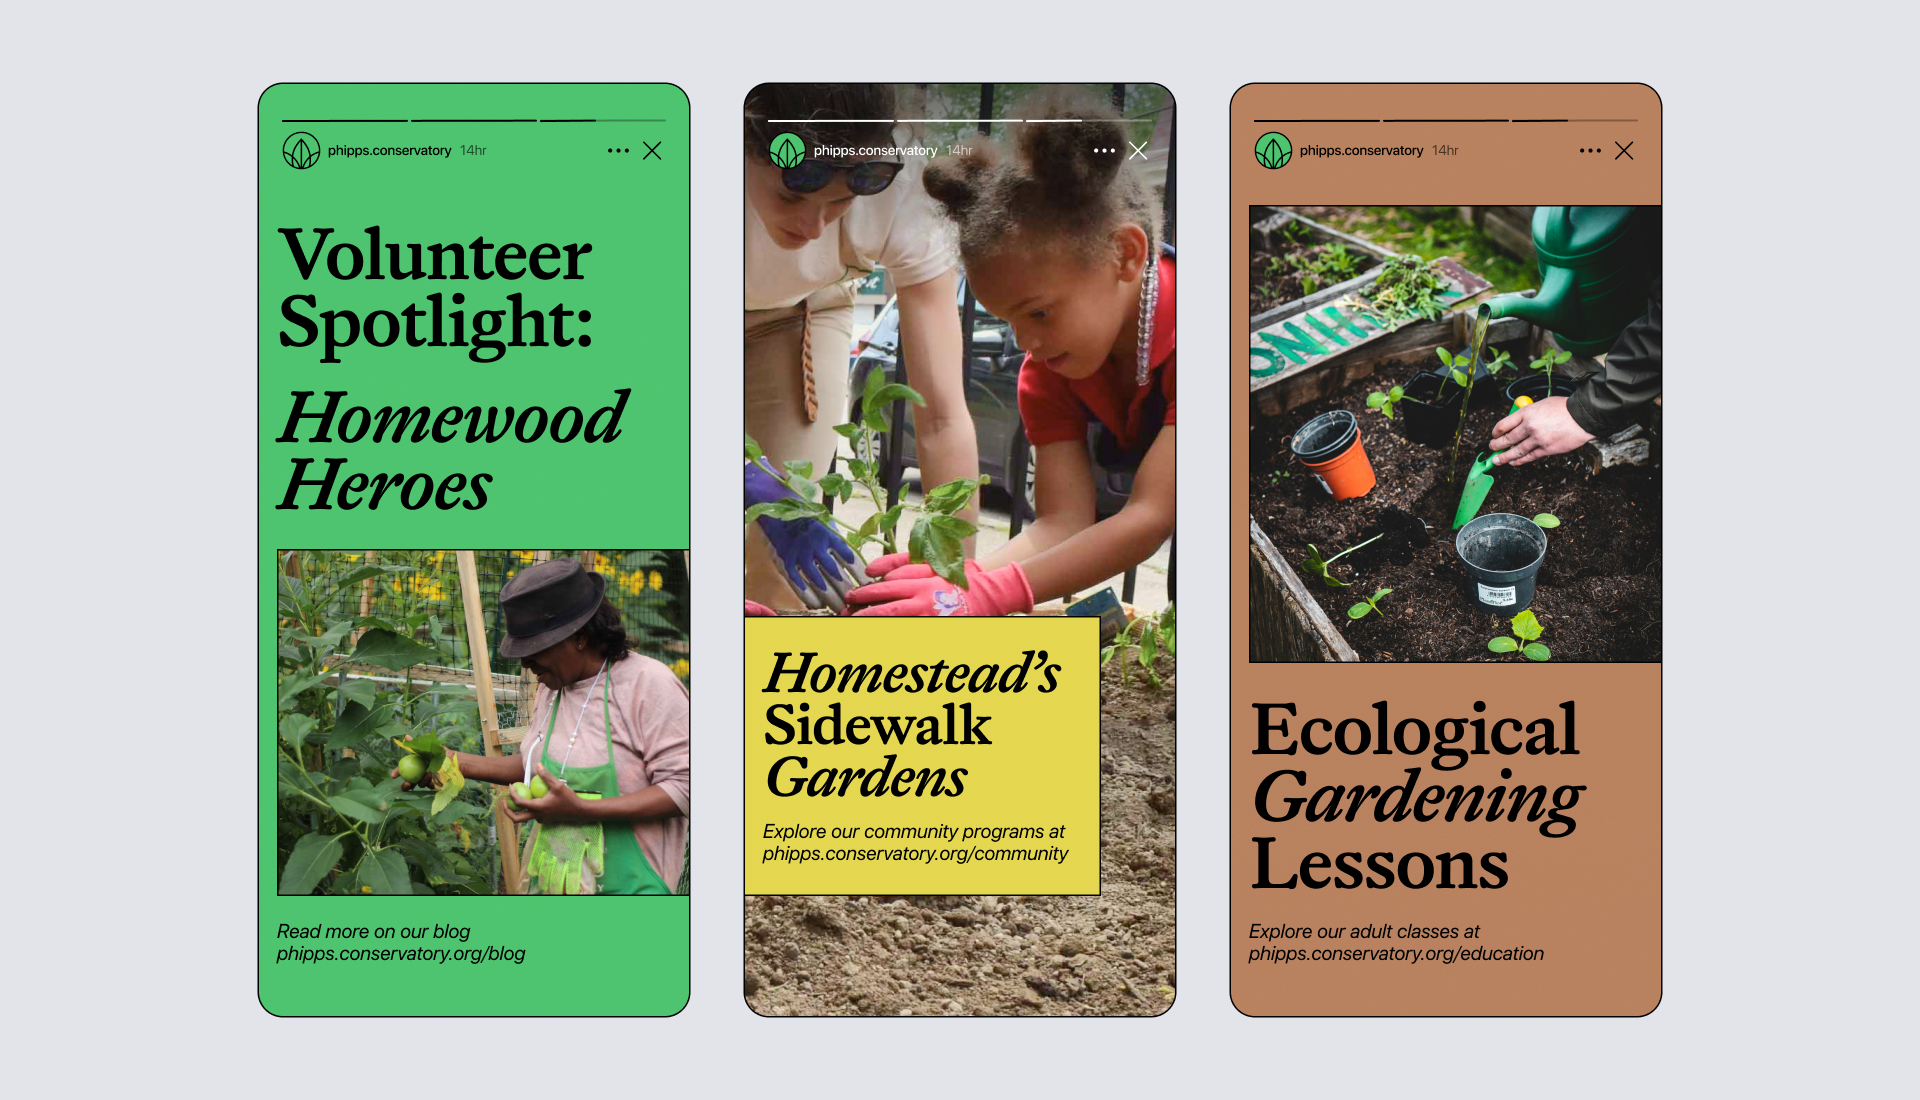 phipps.conservatory 14hr
Volunteer
Spotlight:
Homewood
Heroes
Read more on our blog
phipps.conservatory.org/blog
phipps.conservatory 14hr
Homestead’s
Sidewalk
Gardens
Explore our community programs at
phipps.conservatory.org/community
phipps.conservatory 14hr
Ecological
Gardening
Lessons
Explore our adult classes at
phipps.conservatory.org/education